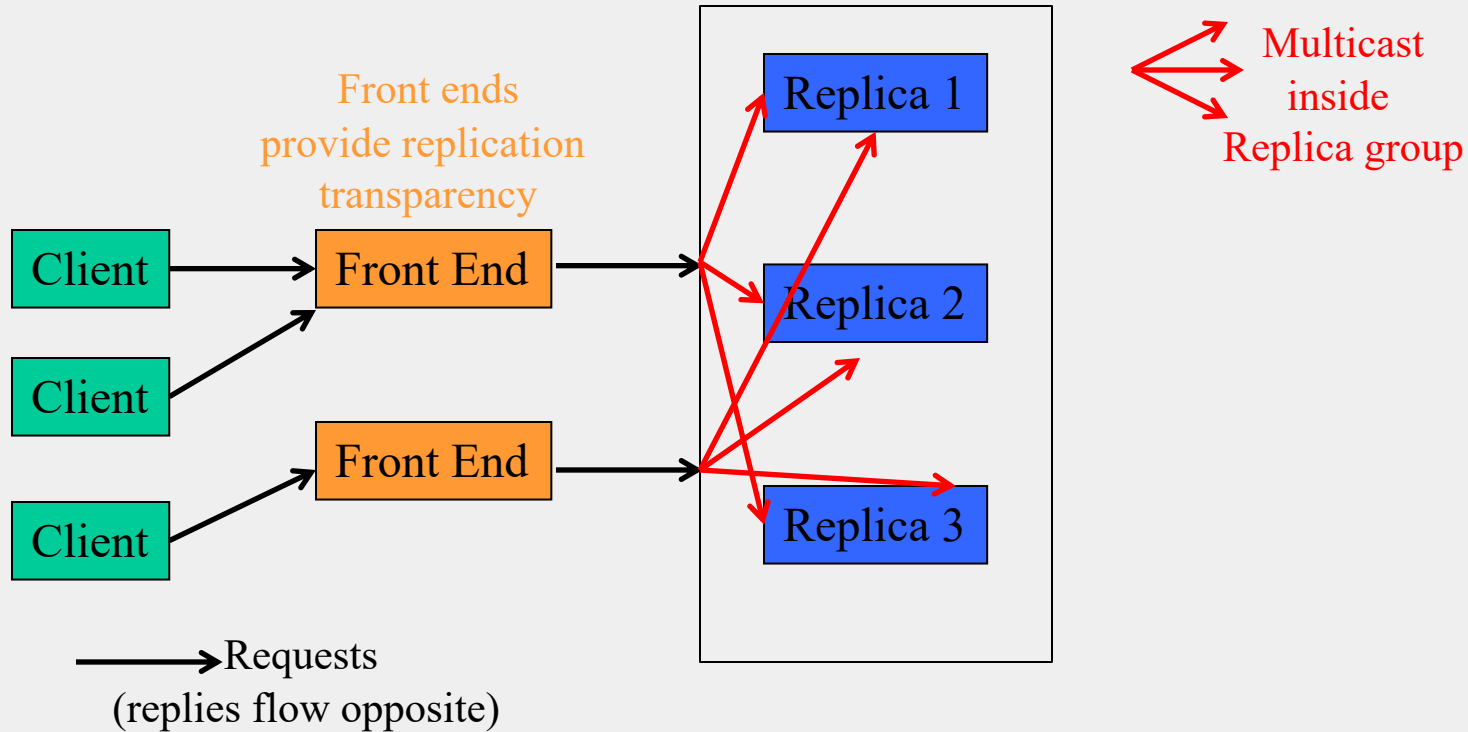 Front ends
provide replication
transparency
Client
Client
Client
Front End
Front End
Replica 1
Replica 2
Replica 3
Multicast
inside
Replica group
Requests
(replies flow opposite)